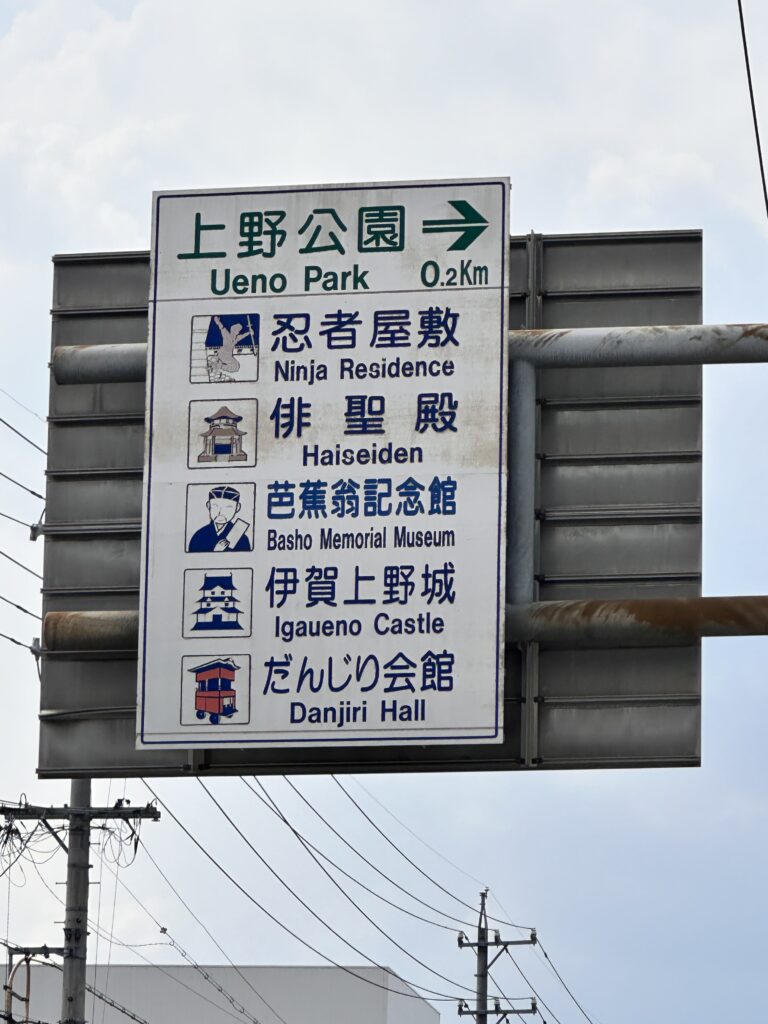 上野公園 →
Ueno Park 0.2Km
忍者屋敷
Ninja Residence
俳聖殿
Haiseiden
芭蕉翁記念館
Basho Memorial Museum
伊賀上野城
Igaueno Castle
だんじり会館
Danjiri Hall